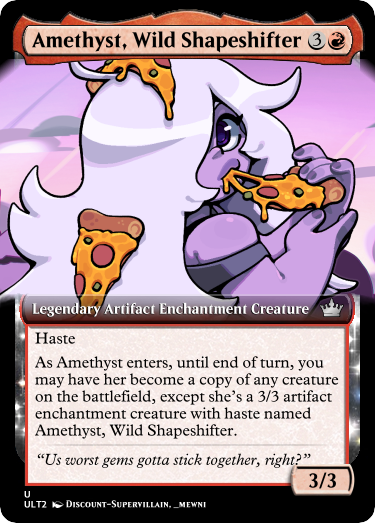 Amethyst, Wild Shapeshifter 3
Legendary Artifact Enchantment Creature
Haste
As Amethyst enters, until end of turn, you
may have her become a copy of any creature
on the battlefield, except she's a 3/3 artifact
enchantment creature with haste named
Amethyst, Wild Shapeshifter.
“Us worst gems gotta stick together, right?”
3/3
U
ULT2 Discount-Supervillain, _mewni